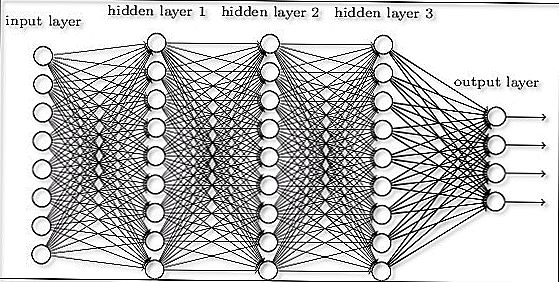 hidden layer 1 hidden layer 2 hidden layer 3
input layer
output layer